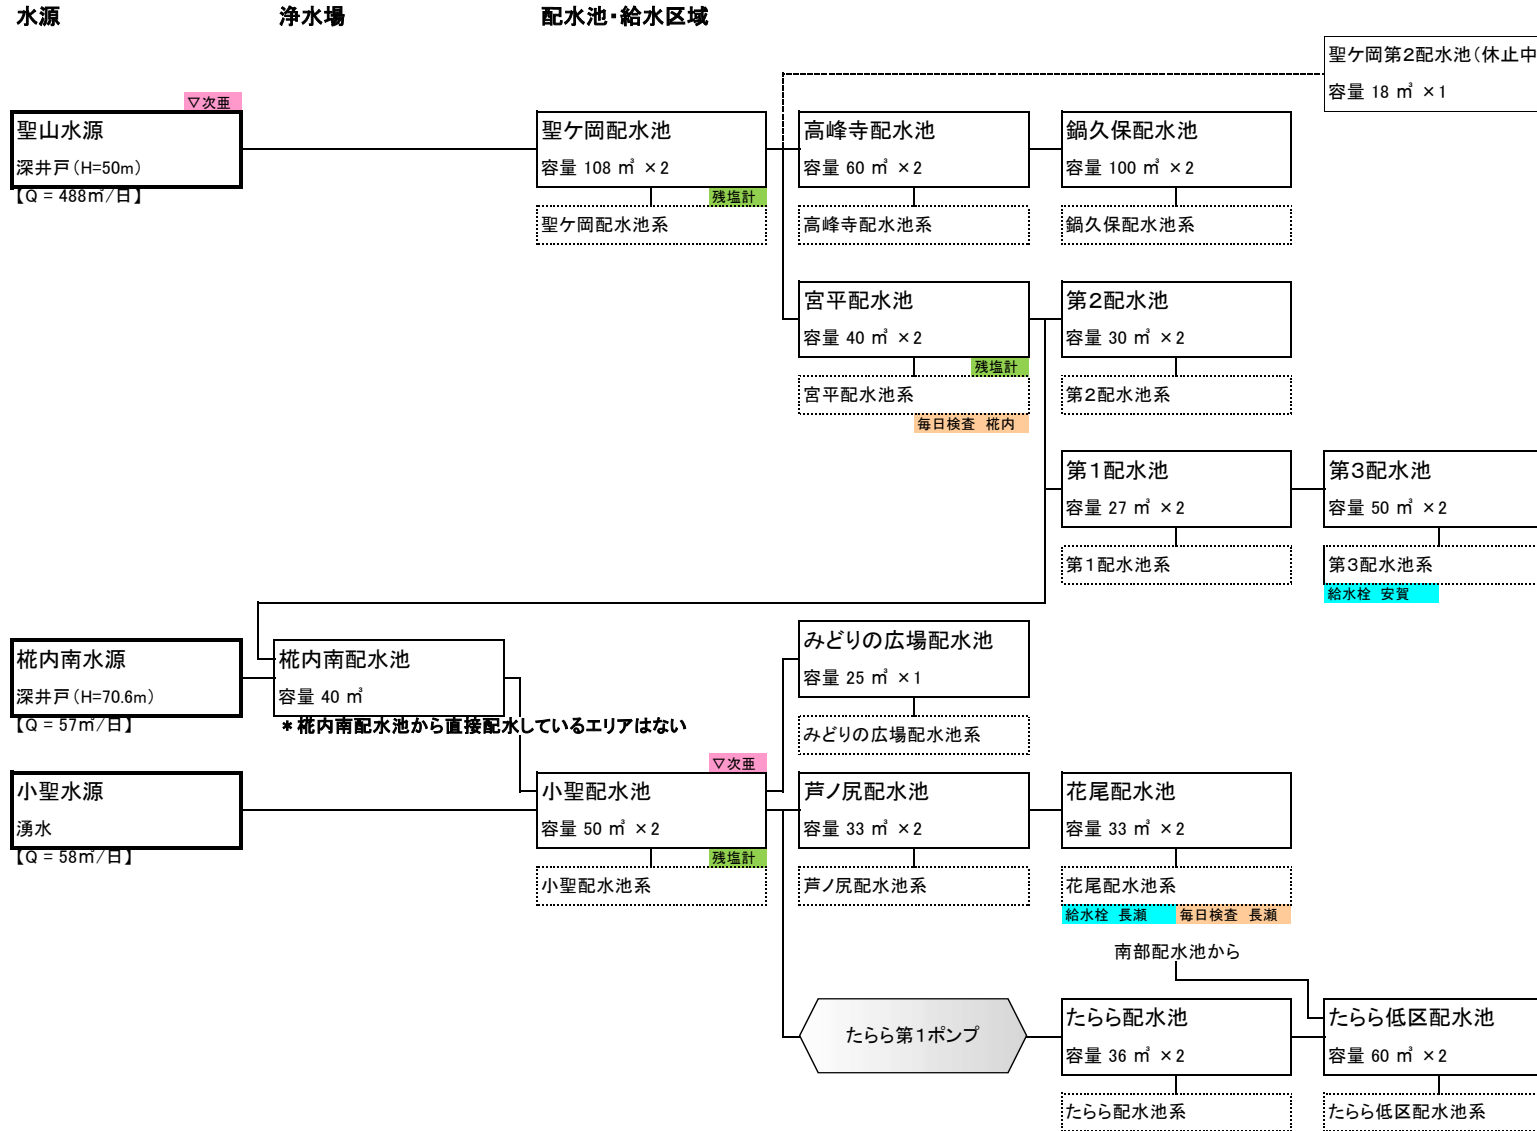 水源
浄水場
配水池・給水区域
聖ケ岡第2配水池(休止中
容量 18 ㎥ ×1
▽次亜
聖山水源
深井戸(H=50m)
【Q = 488㎥/日】
聖ケ岡配水池
容量 108 ㎥ ×2
残塩計
聖ケ岡配水池系
高峰寺配水池
容量 60 ㎥ ×2
高峰寺配水池系
鍋久保配水池
容量 100 ㎥ ×2
鍋久保配水池系
宮平配水池
容量 40 ㎥ ×2
残塩計
宮平配水池系
毎日検査 椛内
第2配水池
容量 30 ㎥ ×2
第2配水池系
第1配水池
容量 27 ㎥ ×2
第1配水池系
第3配水池
容量 50 ㎥ ×2
第3配水池系
給水栓 安賀
椛内南水源
深井戸(H=70.6m)
【Q = 57㎥/日】
椛内南配水池
容量 40 ㎥
*椛内南配水池から直接配水しているエリアはない
みどりの広場配水池
容量 25 ㎥ ×1
みどりの広場配水池系
小聖水源
湧水
【Q = 58㎥/日】
▽次亜
小聖配水池
容量 50 ㎥ ×2
残塩計
小聖配水池系
芦ノ尻配水池
容量 33 ㎥ ×2
芦ノ尻配水池系
花尾配水池
容量 33 ㎥ ×2
花尾配水池系
給水栓 長瀬
毎日検査 長瀬
南部配水池から
たらら第1ポンプ
たらら配水池
容量 36 ㎥ ×2
たらら配水池系
たらら低区配水池
容量 60 ㎥ ×2
たらら低区配水池系